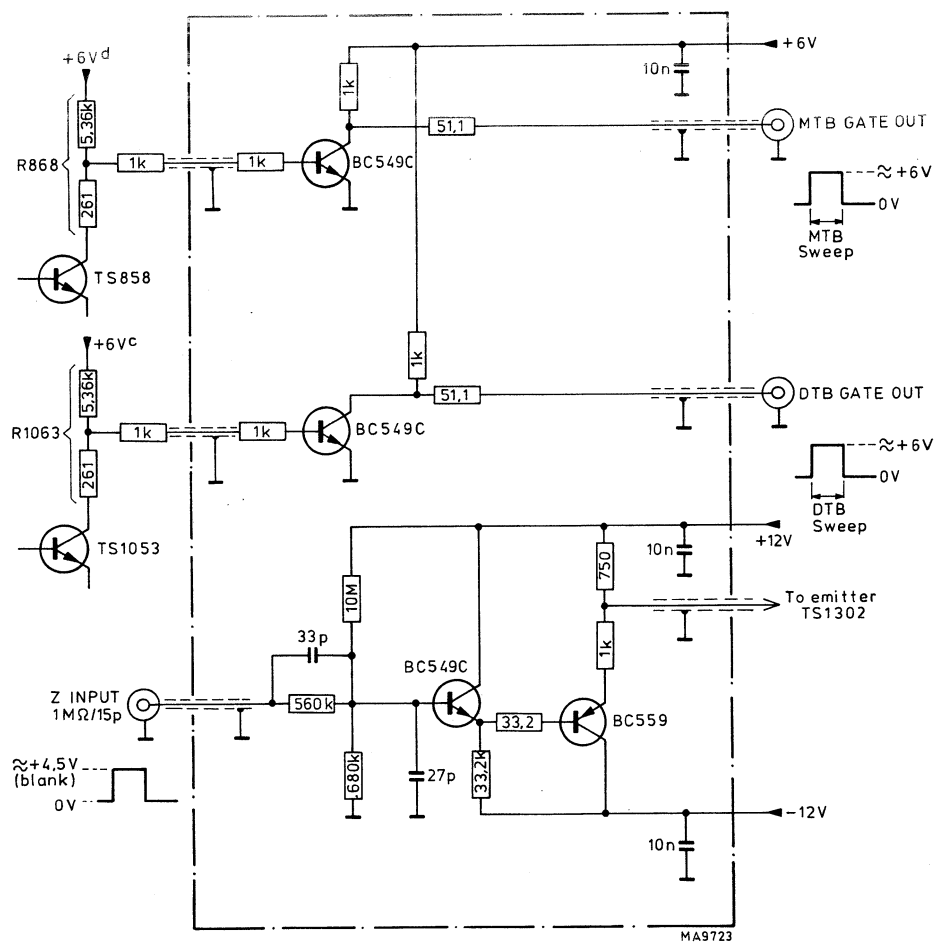 +6V
10n
1k
51,1
MTB GATE OUT
+6Vd
5,36k
R868
1k
1k
BC549C
261
TS858
≈+6V
0V
MTB
Sweep
+6Vc
5,36k
R1063
1k
1k
BC549C
261
TS1053
1k
51,1
DTB GATE OUT
≈+6V
0V
DTB
Sweep
+12V
10n
750
10M
To emitter
TS1302
33p
1k
BC549C
Z INPUT
1MΩ/15p
560k
33,2
BC559
≈+4,5V
(blank)
0V
.680k
27p
33,2k
-12V
10n
MA9723